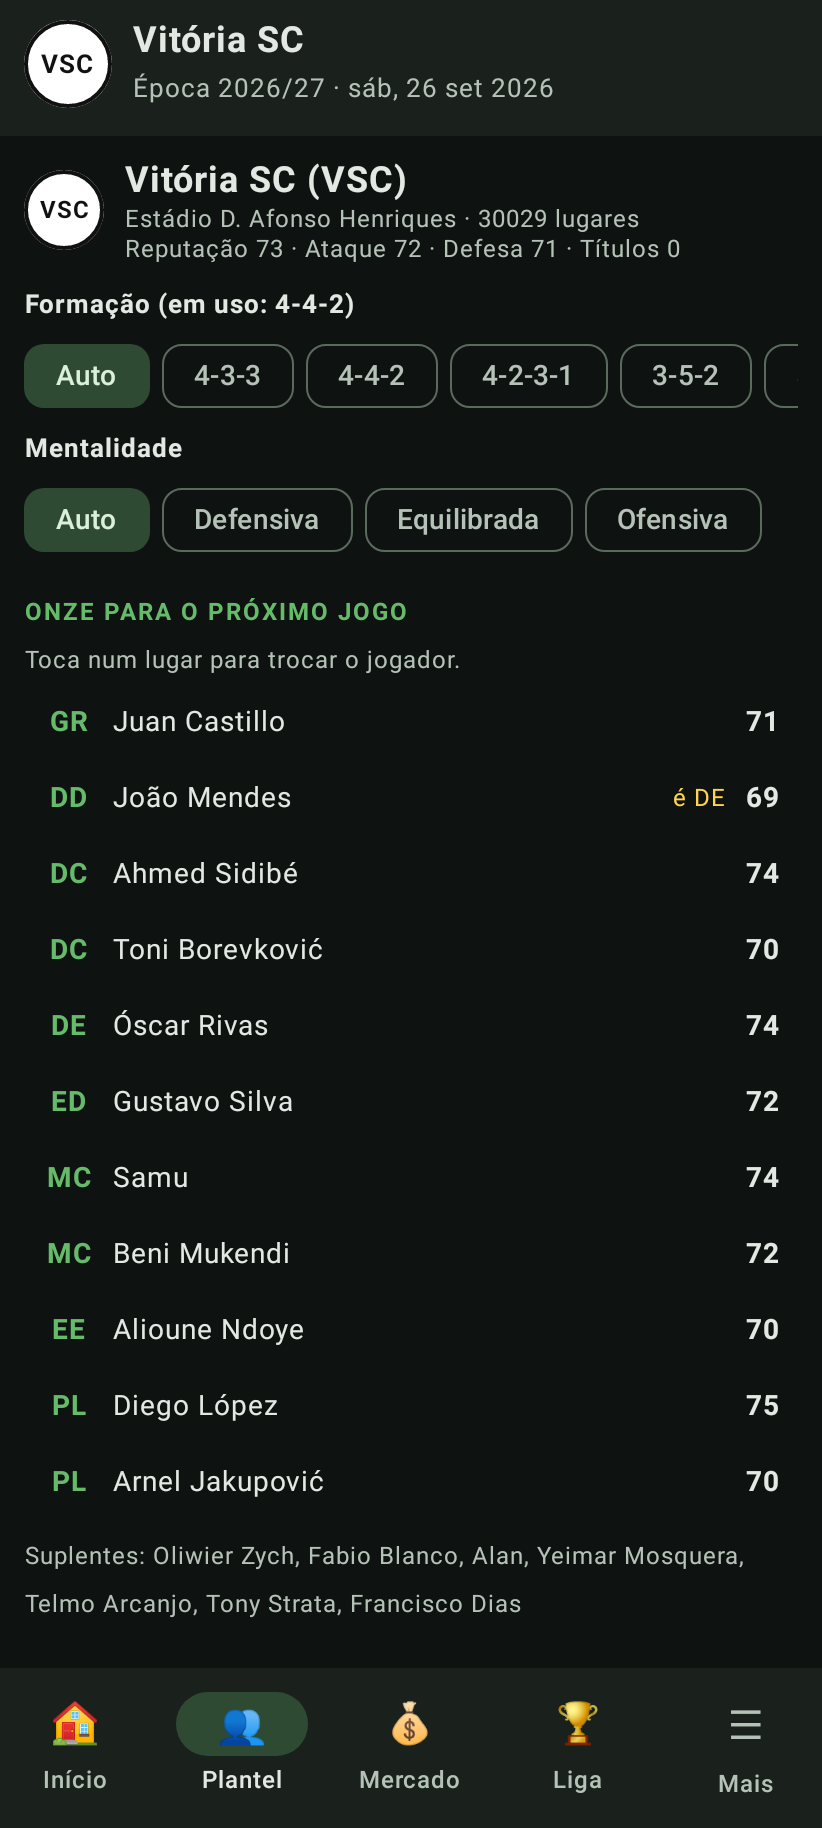 VSC
Vitória SC
Época 2026/27 · sáb, 26 set 2026
VSC
Vitória SC (VSC)
Estádio D. Afonso Henriques · 30029 lugares
Reputação 73 · Ataque 72 · Defesa 71 · Títulos 0
Formação (em uso: 4-4-2)
Auto 4-3-3 4-4-2 4-2-3-1 3-5-2
Mentalidade
Auto Defensiva Equilibrada Ofensiva
ONZE PARA O PRÓXIMO JOGO
Toca num lugar para trocar o jogador.
GR Juan Castillo 71
DD João Mendes é DE 69
DC Ahmed Sidibé 74
DC Toni Borevković 70
DE Óscar Rivas 74
ED Gustavo Silva 72
MC Samu 74
MC Beni Mukendi 72
EE Alioune Ndoye 70
PL Diego López 75
PL Arnel Jakupović 70
Suplentes: Oliwier Zych, Fabio Blanco, Alan, Yeimar Mosquera,
Telmo Arcanjo, Tony Strata, Francisco Dias
Início Plantel Mercado Liga Mais